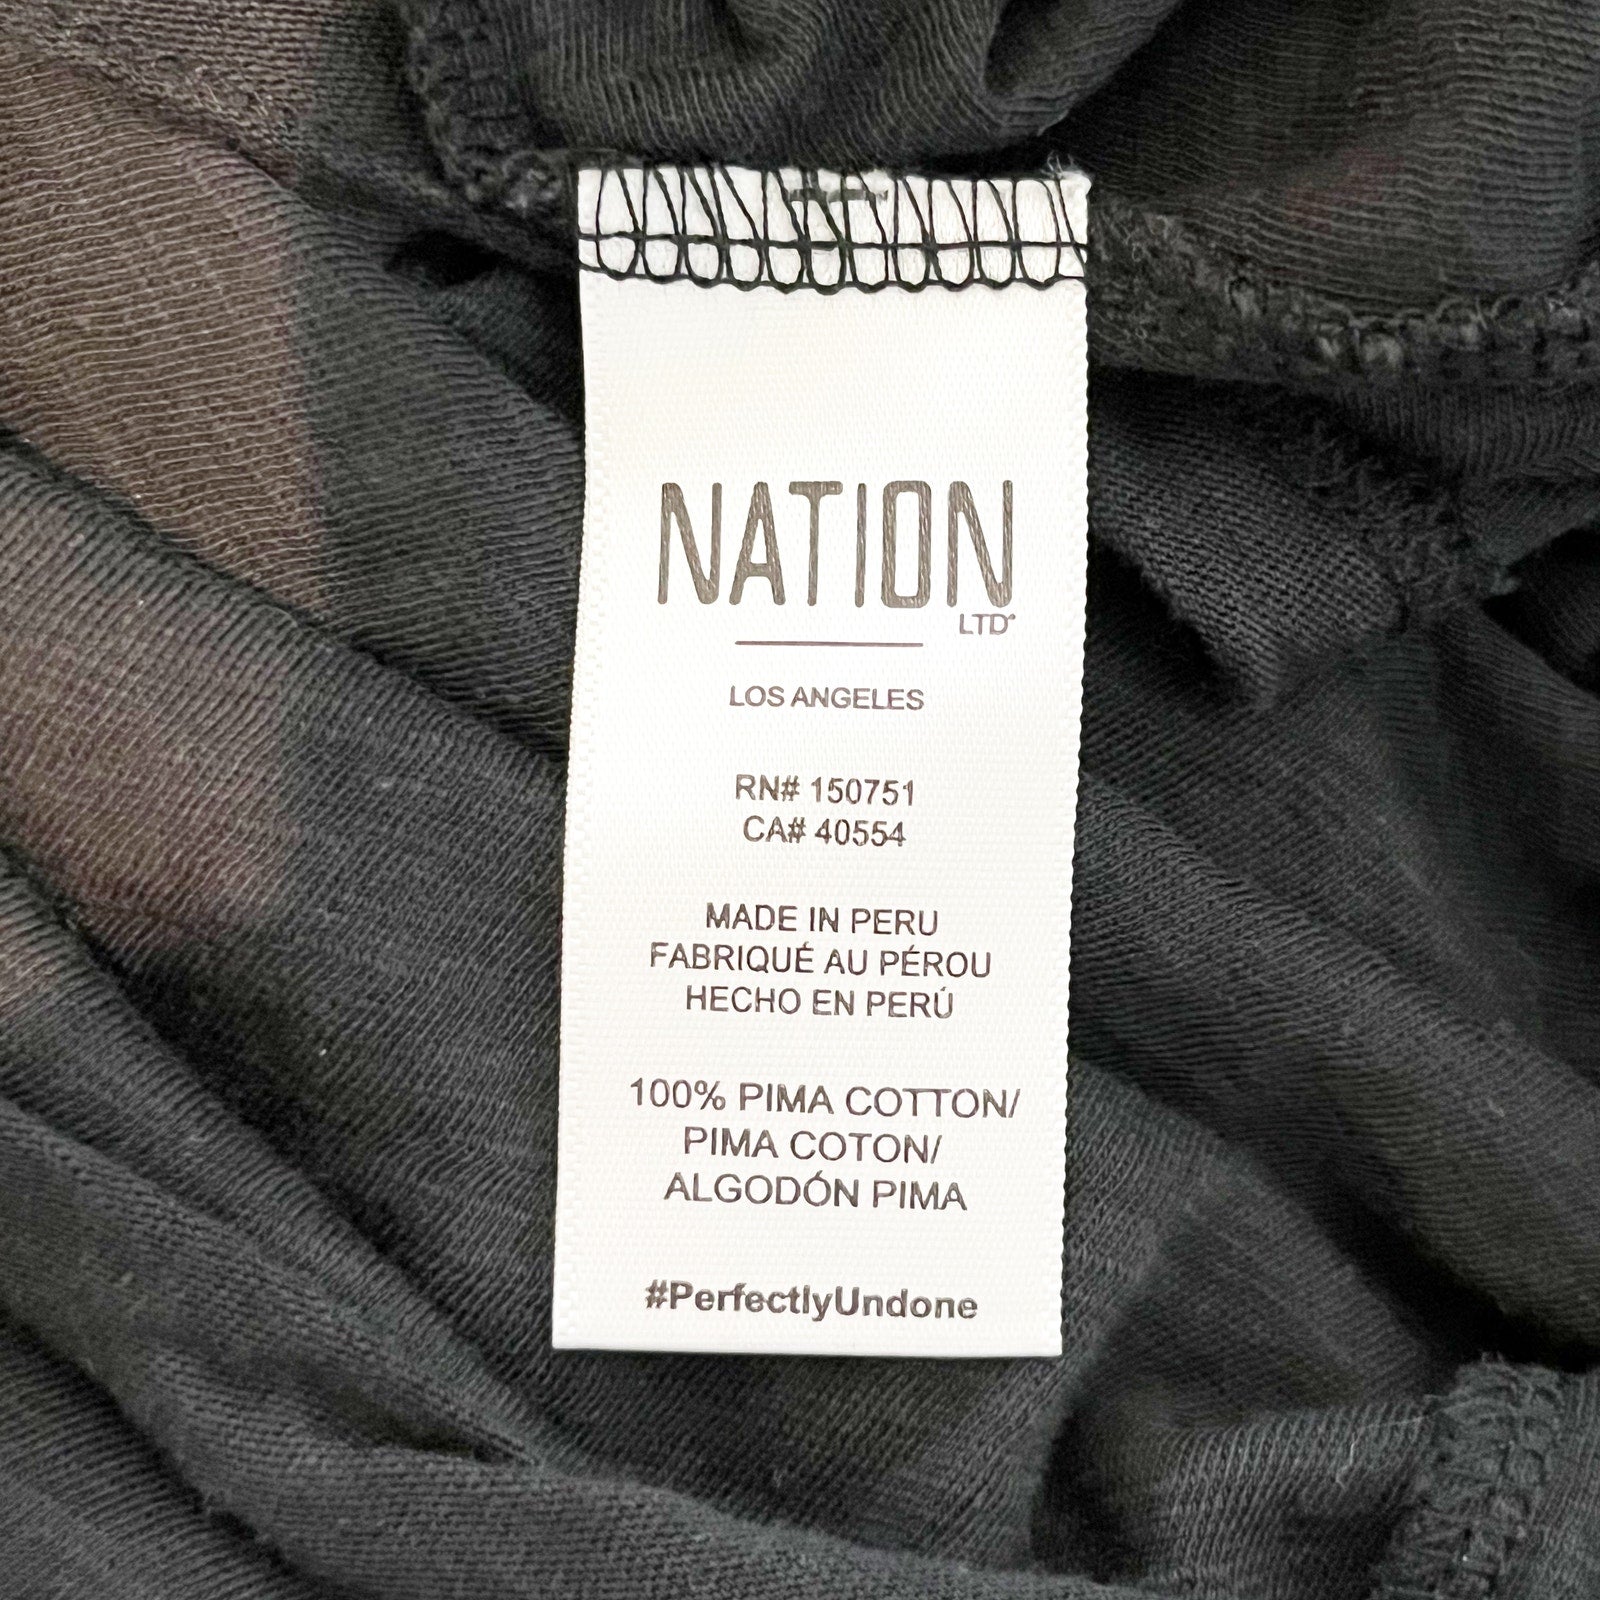 NATION
LTD
LOS ANGELES
RN# 150751
CA# 40554
MADE IN PERU
FABRIQUÉ AU PÉROU
HECHO EN PERÚ
100% PIMA COTTON/
PIMA COTON/
ALGODÓN PIMA
#PerfectlyUndone